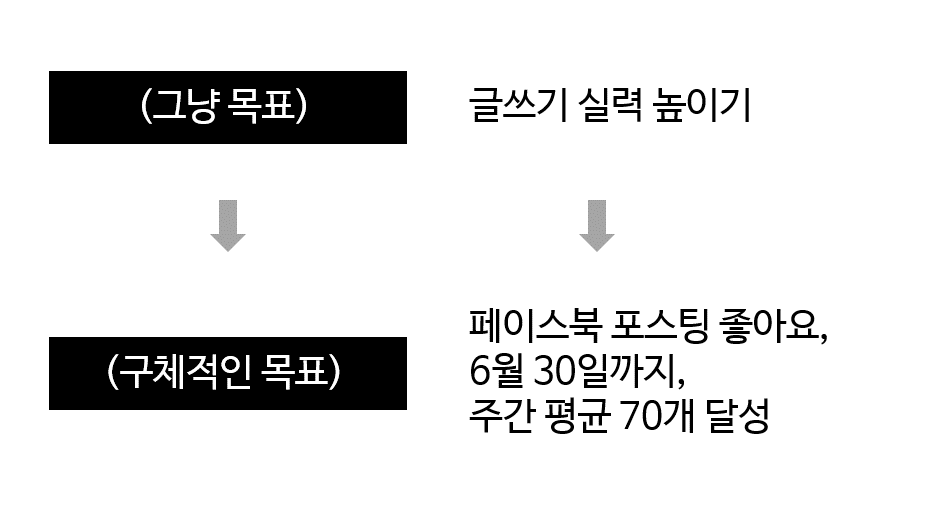 (그냥 목표)
글쓰기 실력 높이기
(구체적인 목표)
페이스북 포스팅 좋아요,
6월 30일까지,
주간 평균 70개 달성